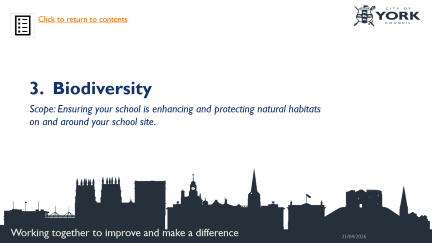 Click to return to contents
CITY OF
YORK
COUNCIL
3. Biodiversity
Scope: Ensuring your school is enhancing and protecting natural habitats
on and around your school site.
Working together to improve and make a difference